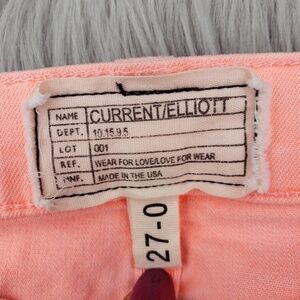 NAME CURRENT/ELLIOTT
DEPT. 10.15.9.5
LOT 001
REF. WEAR FOR LOVE/LOVE FOR WEAR
MNF. MADE IN THE USA
27-0